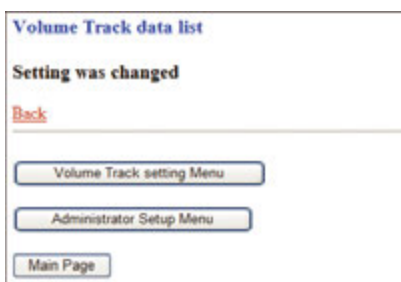 Volume Track data list
Setting was changed
Back
Volume Track setting Menu
Administrator Setup Menu
Main Page